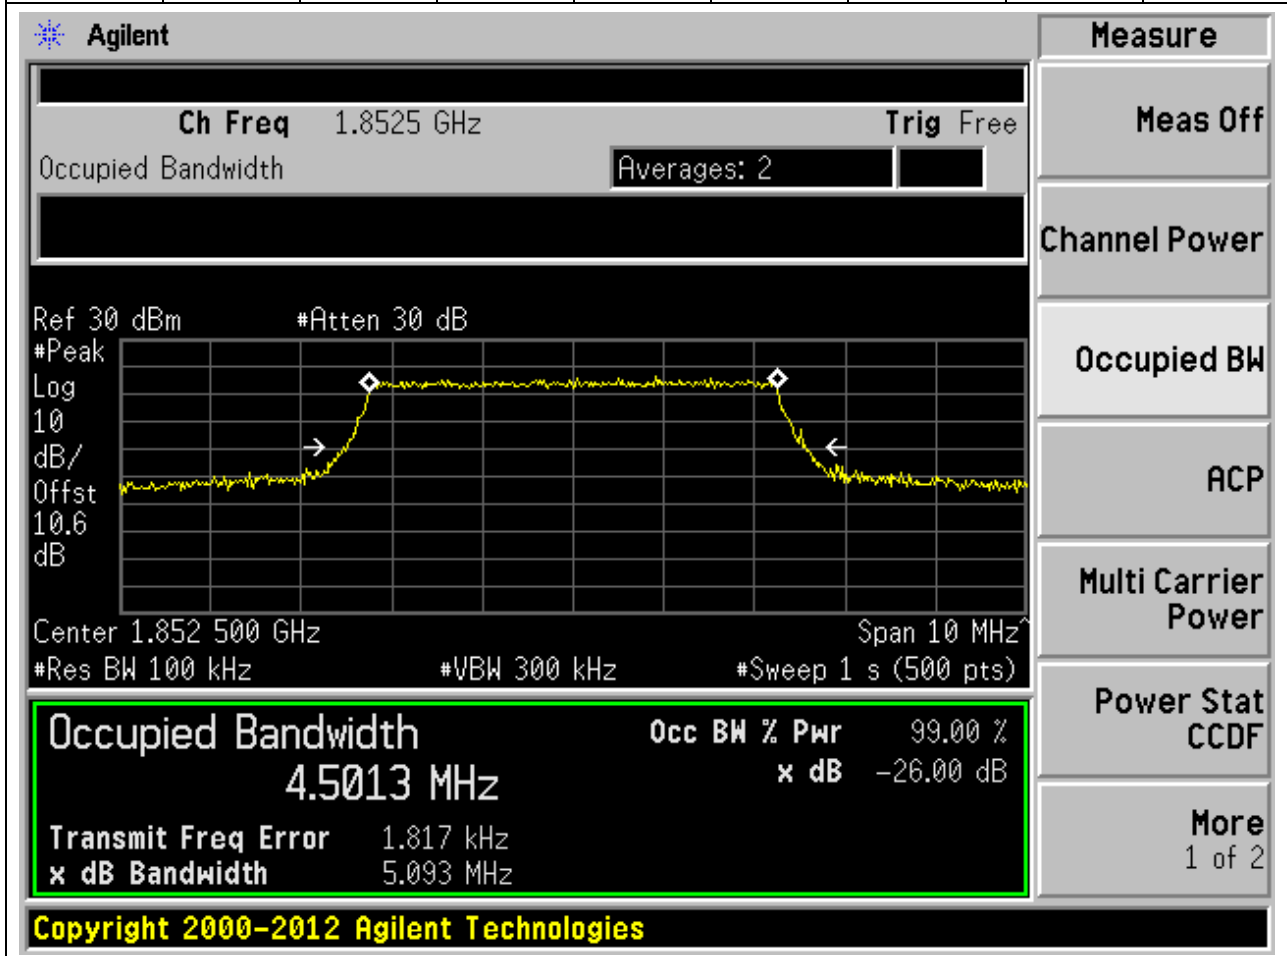 Agilent
Measure
Ch Freq 1.8525 GHz Trig Free
Occupied Bandwidth Averages: 2
Meas Off
Channel Power
Occupied BW
ACP
Multi Carrier
Power
Power Stat
CCDF
More
1 of 2
Ref 30 dBm #Atten 30 dB
#Peak
Log
10
dB/
Offst
10.6
dB
Center 1.852 500 GHz Span 10 MHz^
#Res BW 100 kHz #VBW 300 kHz #Sweep 1 s (500 pts)
Occupied Bandwidth Occ BW % Pwr 99.00 %
4.5013 MHz x dB -26.00 dB
Transmit Freq Error 1.817 kHz
x dB Bandwidth 5.093 MHz
Copyright 2000-2012 Agilent Technologies